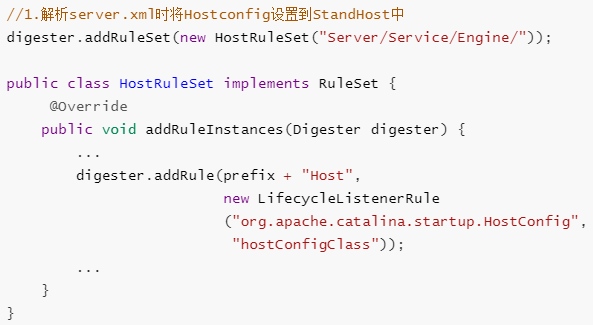 //1.解析server.xml时将Hostconfig设置到StandHost中
digester.addRuleSet(new HostRuleSet("Server/Service/Engine/"));
public class HostRuleSet implements RuleSet {
@Override
public void addRuleInstances(Digester digester) {
...
digester.addRule(prefix + "Host",
new LifecycleListenerRule
("org.apache.catalina.startup.HostConfig",
"hostConfigClass"));
...
}
}